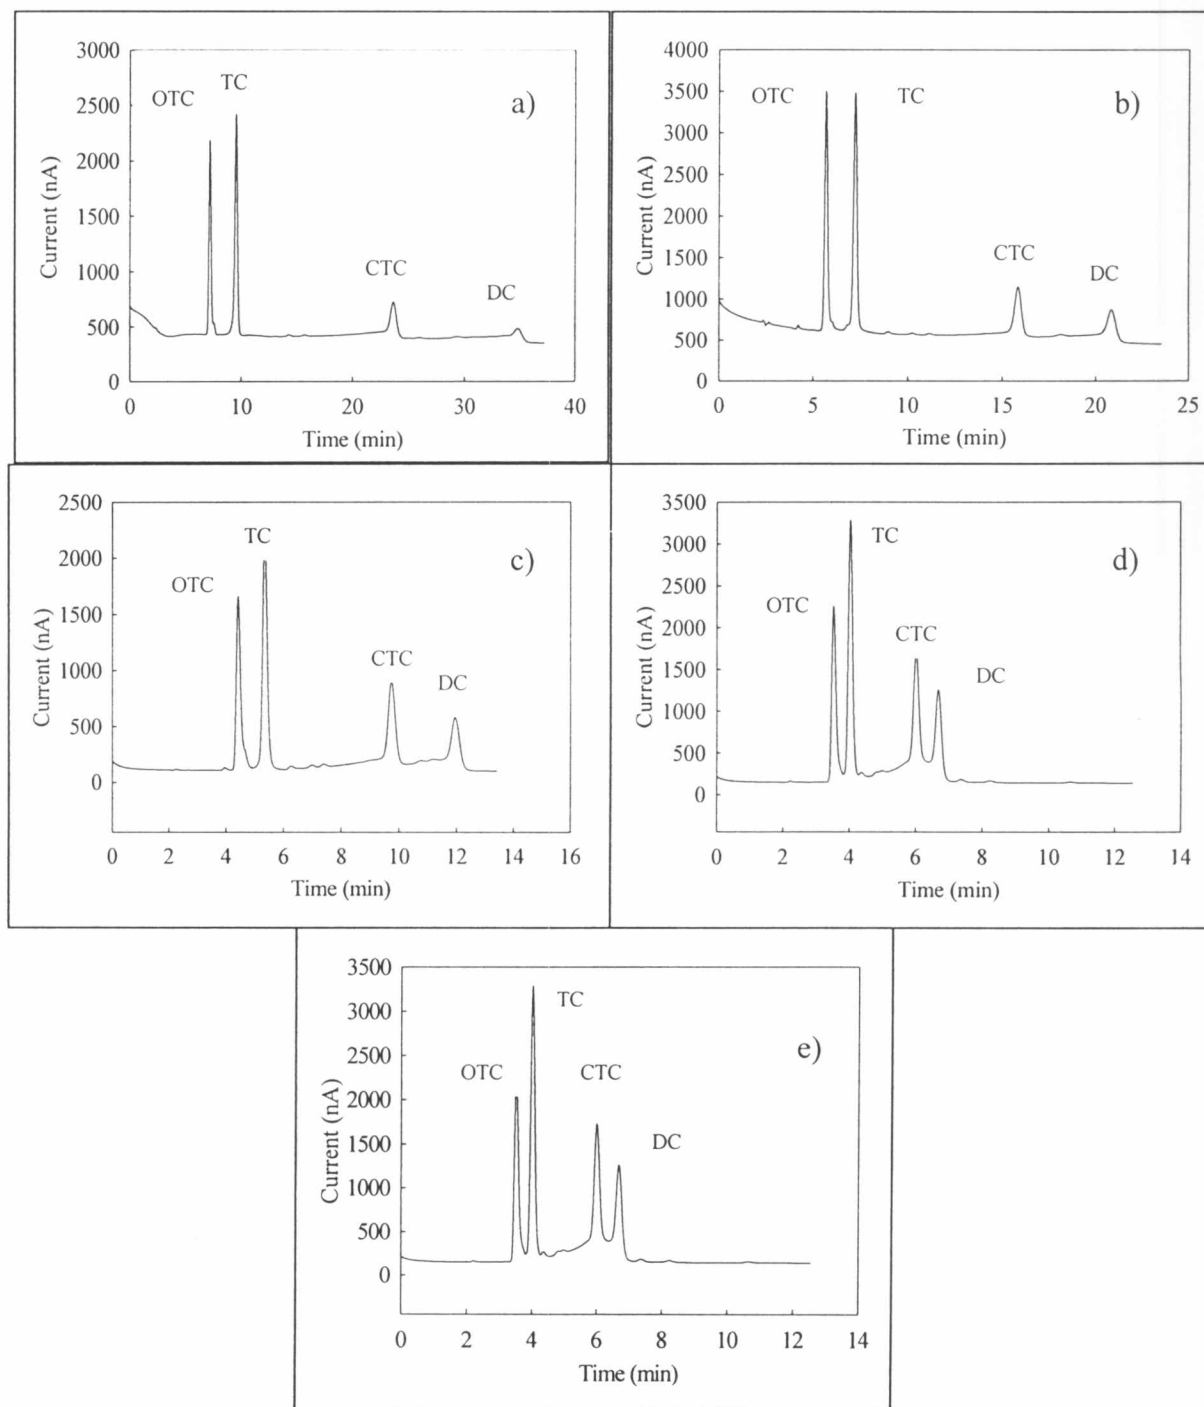 3000
2500
2000
1500
1000
500
0
Current (nA)
OTC
TC
CTC
DC
a)
0 10 20 30 40
Time (min)
4000
3500
3000
2500
2000
1500
1000
500
0
Current (nA)
OTC
TC
CTC
DC
b)
0 5 10 15 20 25
Time (min)
2500
2000
1500
1000
500
0
Current (nA)
OTC
TC
CTC
DC
c)
0 2 4 6 8 10 12 14 16
Time (min)
3500
3000
2500
2000
1500
1000
500
0
Current (nA)
OTC
TC
CTC
DC
d)
0 2 4 6 8 10 12 14
Time (min)
3500
3000
2500
2000
1500
1000
500
0
Current (nA)
OTC
TC
CTC
DC
e)
0 2 4 6 8 10 12 14
Time (min)